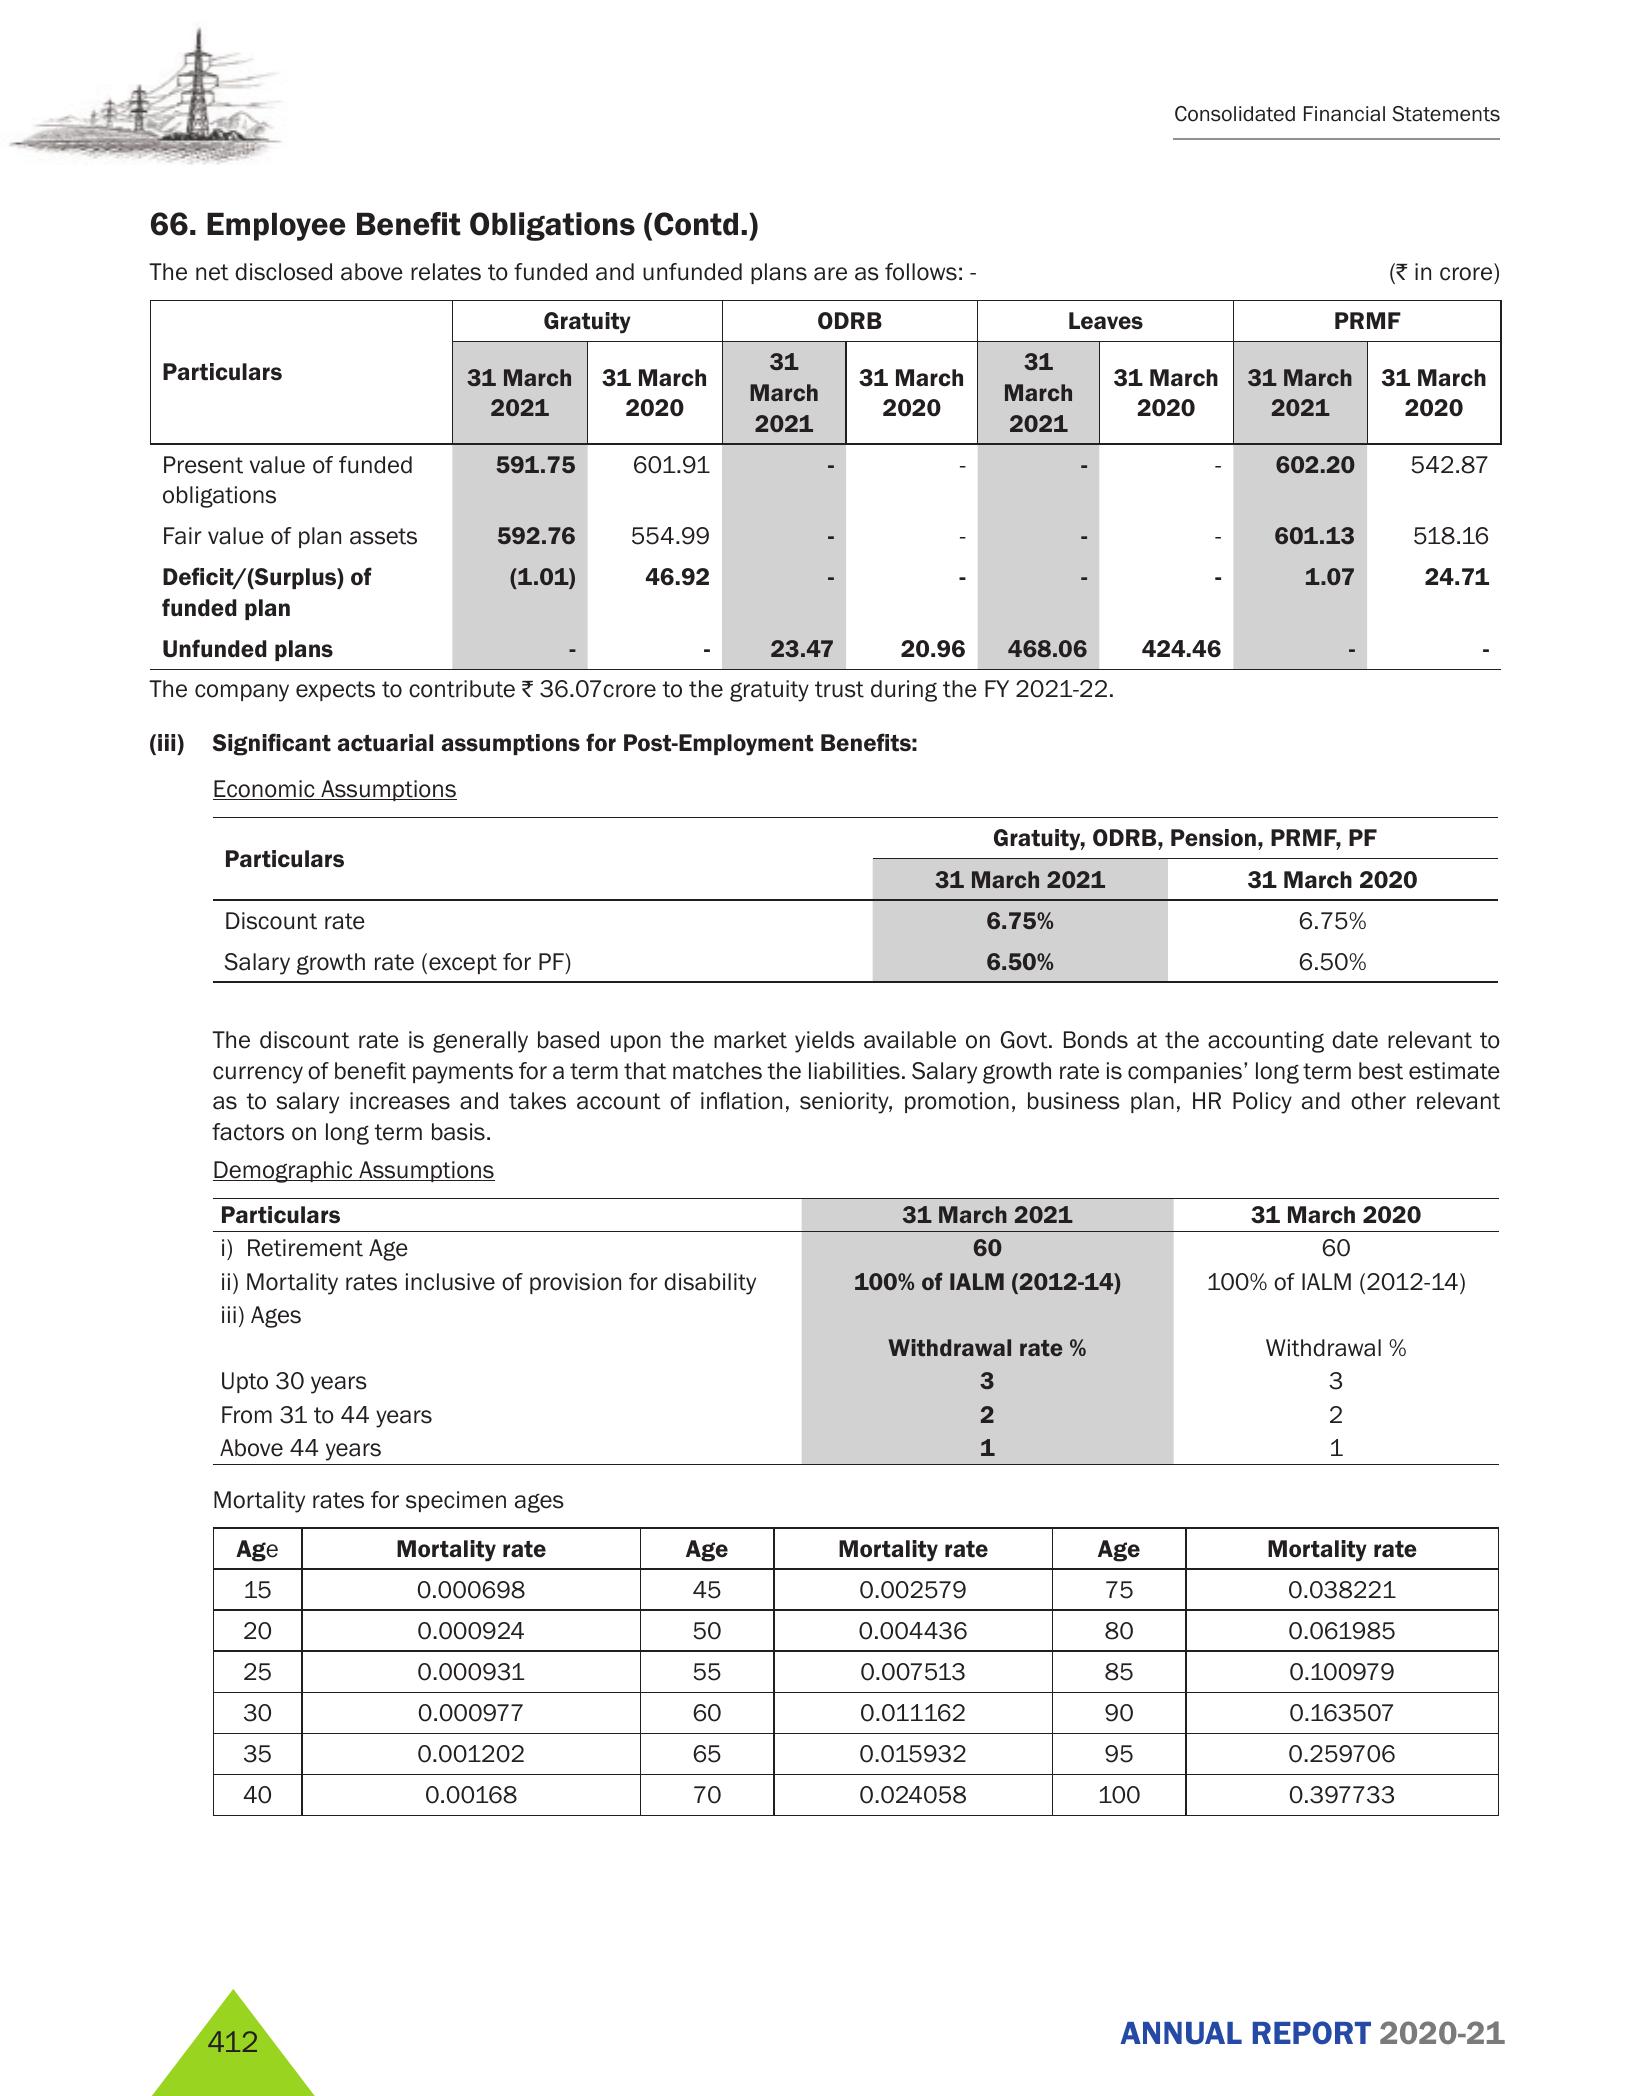 Consolidated Financial Statements
66. Employee Benefit Obligations (Contd.)
The net disclosed above relates to funded and unfunded plans are as follows: - (₹ in crore)
Particulars Gratuity ODRB Leaves PRMF
31 March 2021 31 March 2020 31 March 2021 31 March 2020 31 March 2021 31 March 2020 31 March 2021 31 March 2020
Present value of funded obligations 591.75 601.91 - - - - 602.20 542.87
Fair value of plan assets 592.76 554.99 - - - - 601.13 518.16
Deficit/(Surplus) of funded plan (1.01) 46.92 - - - - 1.07 24.71
Unfunded plans - - 23.47 20.96 468.06 424.46 - -
The company expects to contribute ₹ 36.07crore to the gratuity trust during the FY 2021-22.
(iii) Significant actuarial assumptions for Post-Employment Benefits:
Economic Assumptions
Particulars Gratuity, ODRB, Pension, PRMF, PF
31 March 2021 31 March 2020
Discount rate 6.75% 6.75%
Salary growth rate (except for PF) 6.50% 6.50%
The discount rate is generally based upon the market yields available on Govt. Bonds at the accounting date relevant to
currency of benefit payments for a term that matches the liabilities. Salary growth rate is companies' long term best estimate
as to salary increases and takes account of inflation, seniority, promotion, business plan, HR Policy and other relevant
factors on long term basis.
Demographic Assumptions
Particulars 31 March 2021 31 March 2020
i) Retirement Age 60 60
ii) Mortality rates inclusive of provision for disability 100% of IALM (2012-14) 100% of IALM (2012-14)
iii) Ages
Withdrawal rate % Withdrawal %
Upto 30 years 3 3
From 31 to 44 years 2 2
Above 44 years 1 1
Mortality rates for specimen ages
Age Mortality rate Age Mortality rate Age Mortality rate
15 0.000698 45 0.002579 75 0.038221
20 0.000924 50 0.004436 80 0.061985
25 0.000931 55 0.007513 85 0.100979
30 0.000977 60 0.011162 90 0.163507
35 0.001202 65 0.015932 95 0.259706
40 0.00168 70 0.024058 100 0.397733
412
ANNUAL REPORT 2020-21